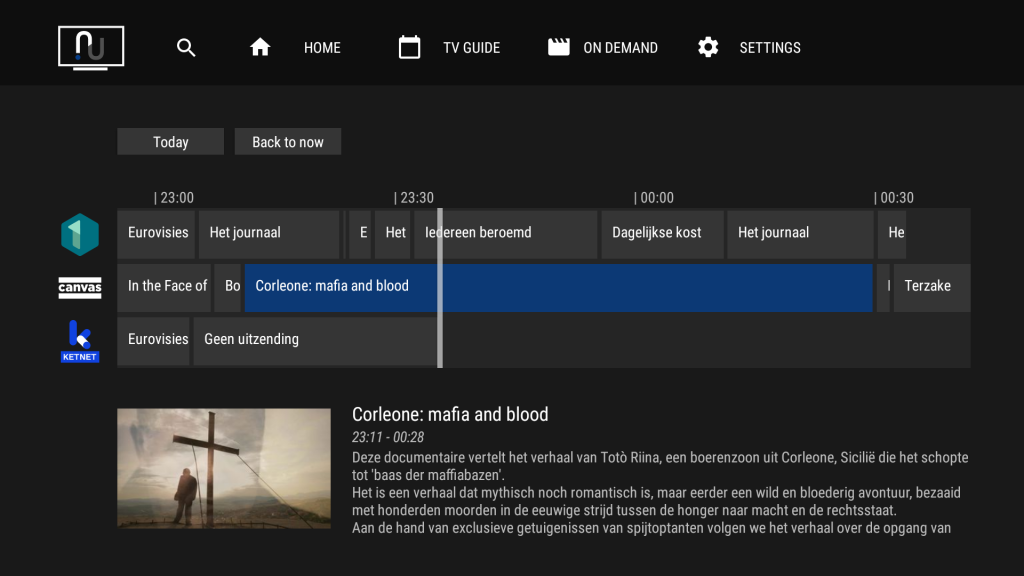 HOME TV GUIDE ON DEMAND SETTINGS
Today Back to now
| 23:00 | 23:30 | 00:00 | 00:30
1 Eurovisies Het journaal E Het Iedereen beroemd Dagelijkse kost Het journaal He
canvas In the Face of Bo Corleone: mafia and blood Terzake
k Eurovisies Geen uitzending
KETNET
Corleone: mafia and blood
23:11 - 00:28
Deze documentaire vertelt het verhaal van Totò Riina, een boerenzoon uit Corleone, Sicilië die het schopte
tot 'baas der maffiabazen'.
Het is een verhaal dat mythisch noch romantisch is, maar eerder een wild en bloederig avontuur, bezaaid
met honderden moorden in de eeuwige strijd tussen de honger naar macht en de rechtsstaat.
Aan de hand van exclusieve getuigenissen van spijtoptanten volgen we het verhaal over de opgang van